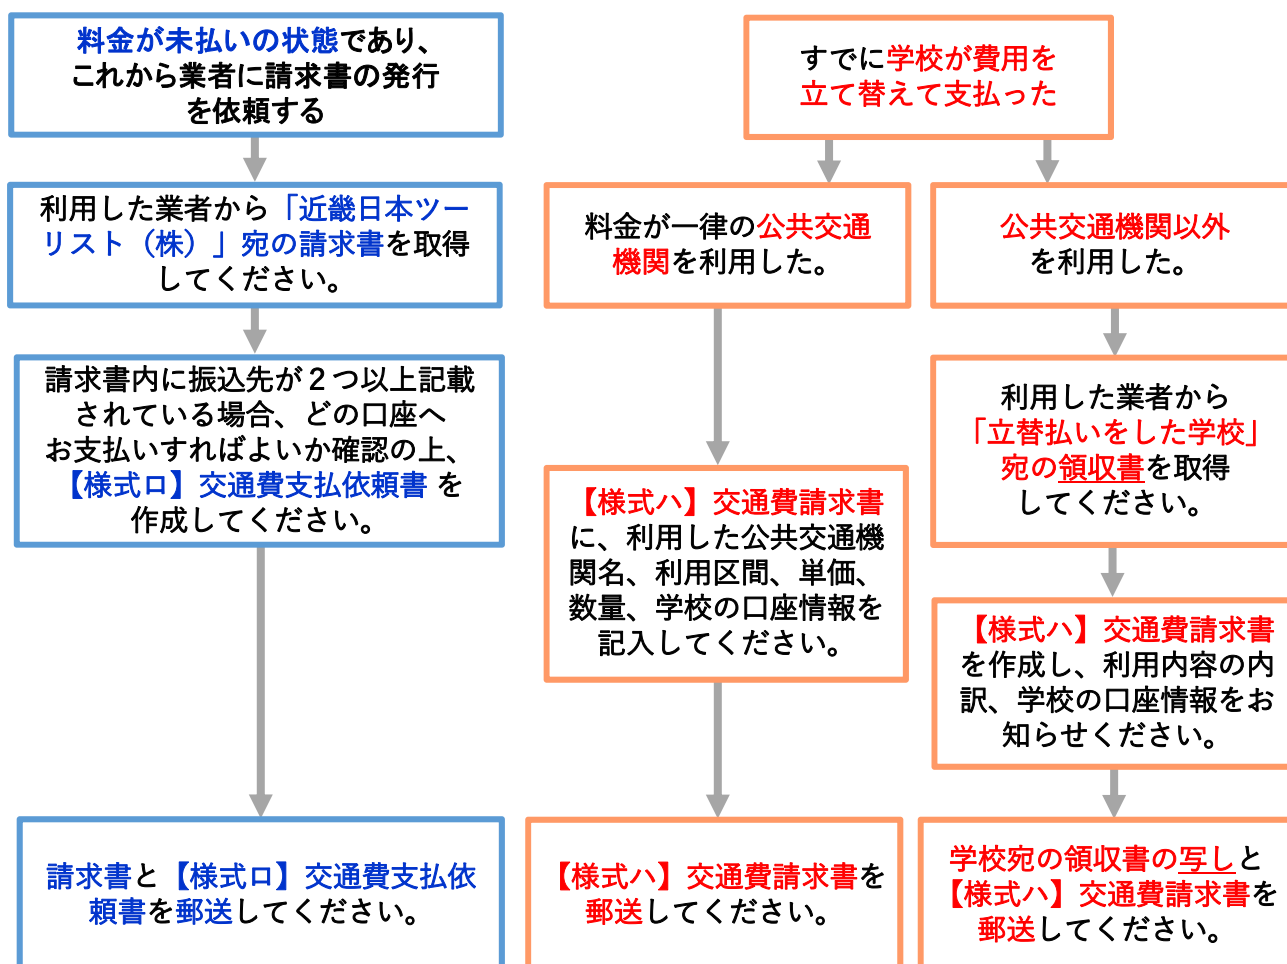 料金が未払いの状態であり、
これから業者に請求書の発行
を依頼する
利用した業者から「近畿日本ツー
リスト（株）」宛の請求書を取得
してください。
請求書内に振込先が２つ以上記載
されている場合、どの口座へ
お支払いすればよいか確認の上、
【様式ロ】交通費支払依頼書 を
作成してください。
請求書と【様式ロ】交通費支払依
頼書を郵送してください。
すでに学校が費用を
立て替えて支払った
料金が一律の公共交通
機関を利用した。
【様式ハ】交通費請求書
に、利用した公共交通機
関名、利用区間、単価、
数量、学校の口座情報を
記入してください。
【様式ハ】交通費請求書を
郵送してください。
公共交通機関以外
を利用した。
利用した業者から
「立替払いをした学校」
宛の領収書を取得
してください。
【様式ハ】交通費請求書
を作成し、利用内容の内
訳、学校の口座情報をお
知らせください。
学校宛の領収書の写しと
【様式ハ】交通費請求書を
郵送してください。